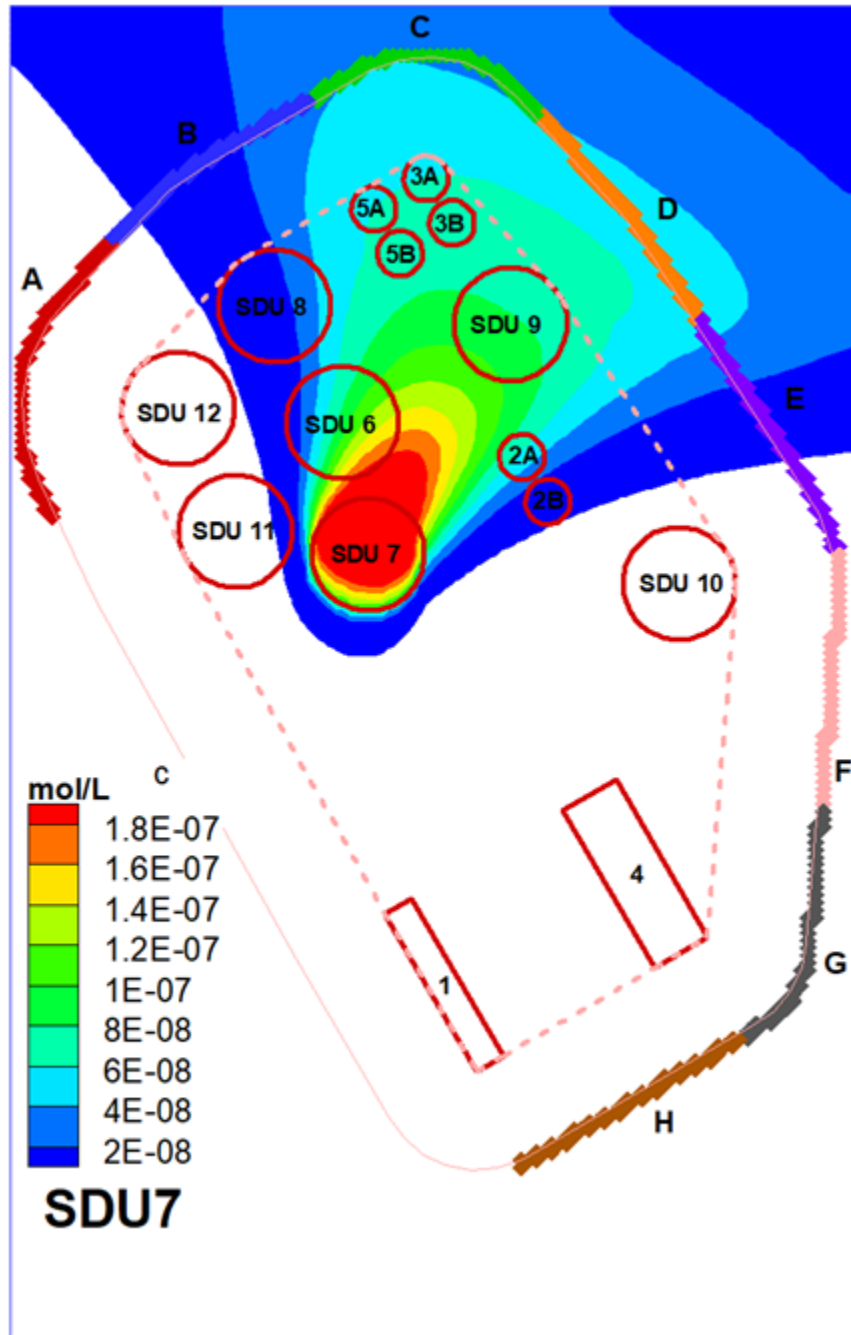 C
B
3A
5A
3B
D
5B
A
SDU 8
SDU 9
SDU 12
SDU 6
E
2A
2B
SDU 11
SDU 7
SDU 10
C
mol/L
F
1.8E-07
1.6E-07
4
1.4E-07
1.2E-07
G
1
1E-07
8E-08
6E-08
4E-08
H
2E-08
SDU7